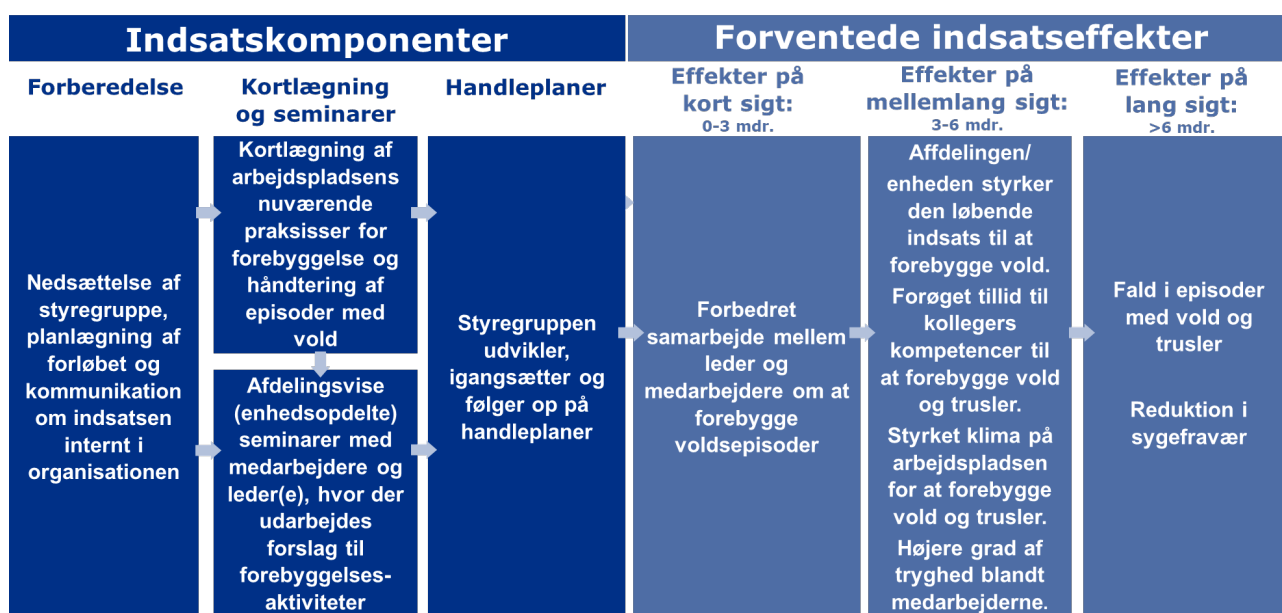 Indsatskomponenter
Forventede indsatseffekter
Forberedelse
Kortlægning
og seminarer
Handleplaner
Effekter på
kort sigt:
0-3 mdr.
Effekter på
mellemlang sigt:
3-6 mdr.
Effekter på
lang sigt:
>6 mdr.
Nedsættelse af
styregruppe,
planlægning af
forløbet og
kommunikation
om indsatsen
internt i
organisationen
Kortlægning af
arbejdspladsens
nuværende
praksisser for
forebyggelse og
håndtering af
episoder med
vold
Afdelingsvise
(enhedsopdelte)
seminarer med
medarbejdere og
leder(e), hvor der
udarbejdes
forslag til
forebyggelses-
aktiviteter
Styregruppen
udvikler,
igangsætter og
følger op på
handleplaner
Forbedret
samarbejde mellem
leder og
medarbejdere om at
forebygge
voldsepisoder
Affdelingen/
enheden styrker
den løbende
indsats til at
forebygge vold.
Forøget tillid til
kollegers
kompetencer til
at forebygge vold
og trusler.
Styrket klima på
arbejdspladsen
for at forebygge
vold og trusler.
Højere grad af
tryghed blandt
medarbejderne.
Fald i episoder
med vold og
trusler
Reduktion i
sygefravær